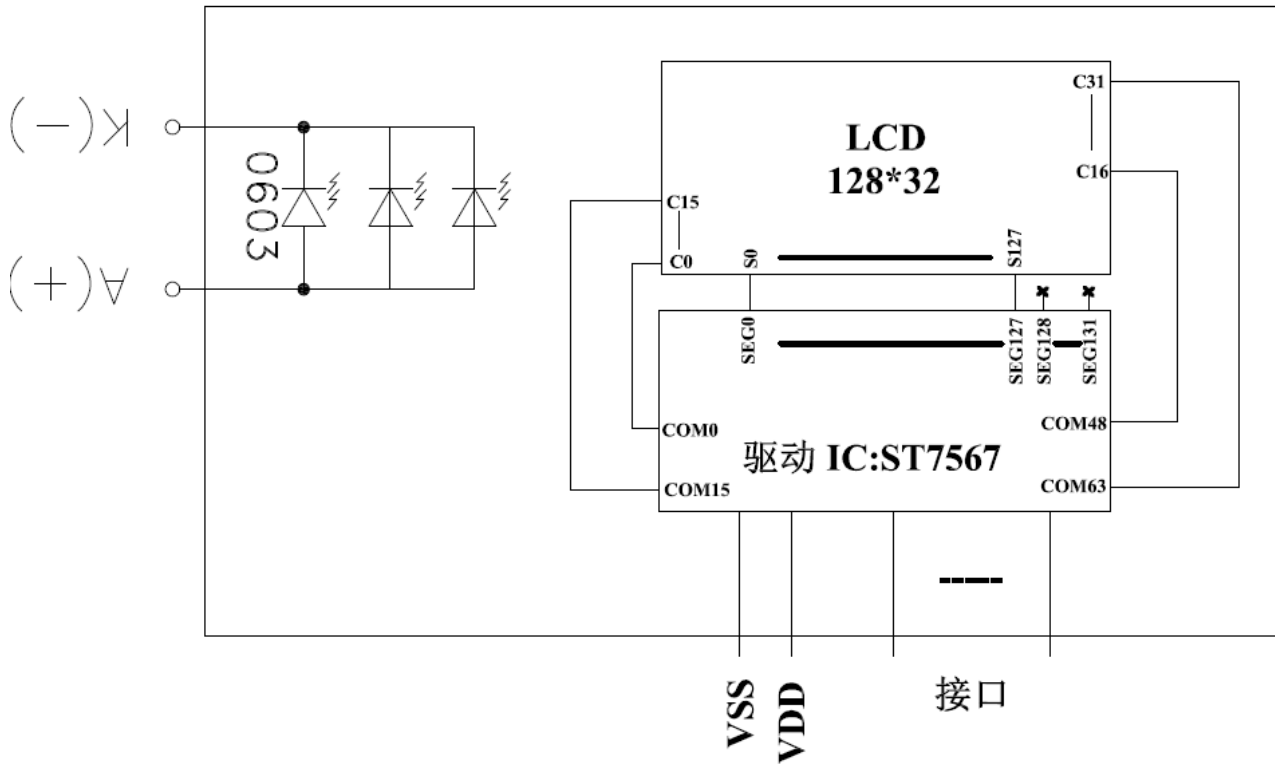 K(-)
A(+)
0603
LCD
128*32
C31
C16
C15
C0
S0
S127
SEG0
SEG127
SEG128
SEG131
COM0
COM15
COM48
COM63
驱动 IC:ST7567
VSS
VDD
接口